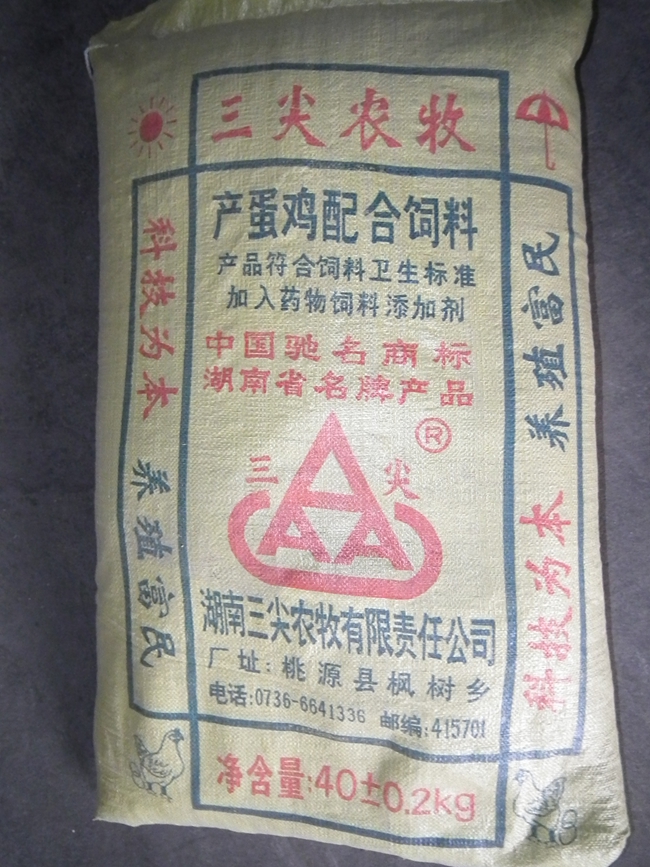 三尖农牧
产蛋鸡配合饲料
产品符合饲料卫生标准
加入药物饲料添加剂
中国驰名商标
湖南省名牌产品
三 尖 R
湖南三尖农牧有限责任公司
厂址:桃源县枫树乡
电话:0736-6641336 邮编:415701
净含量:40±0.2kg
科技为本 养殖富民
养殖富民 科技为本